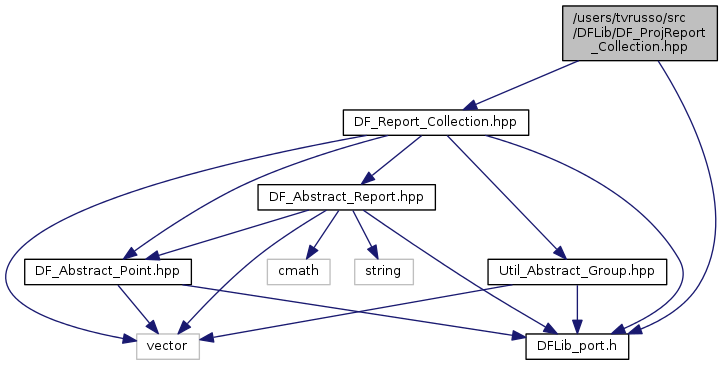 /users/tvrusso/src
/DFLib/DF_ProjReport
_Collection.hpp
DF_Report_Collection.hpp
DF_Abstract_Report.hpp
DF_Abstract_Point.hpp
cmath
string
Util_Abstract_Group.hpp
vector
DFLib_port.h